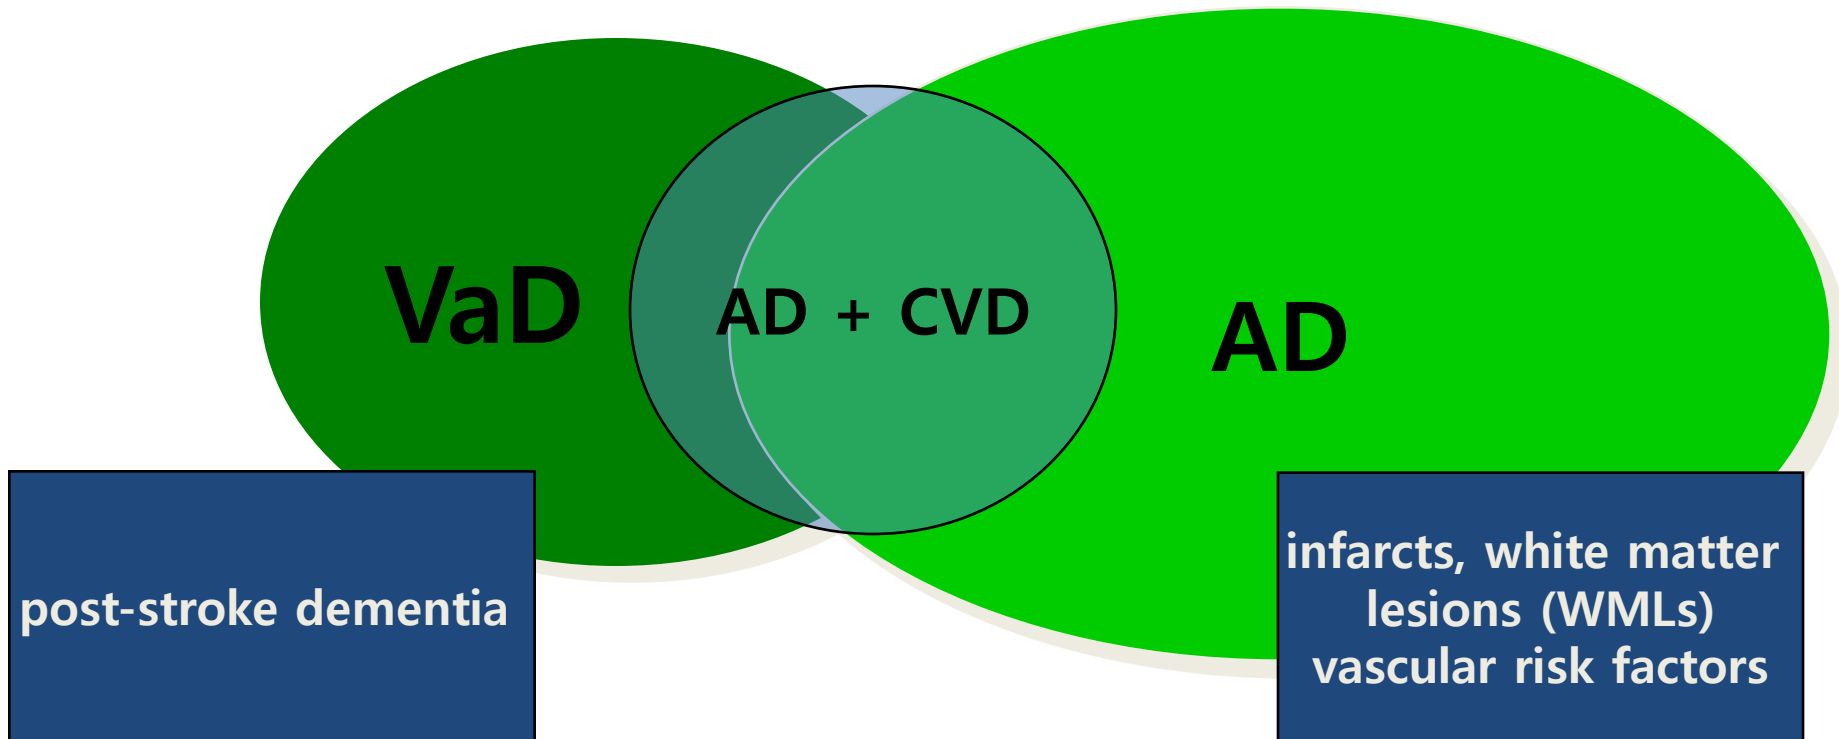 VaD
AD + CVD
AD
post-stroke dementia
infarcts, white matter
lesions (WMLs)
vascular risk factors